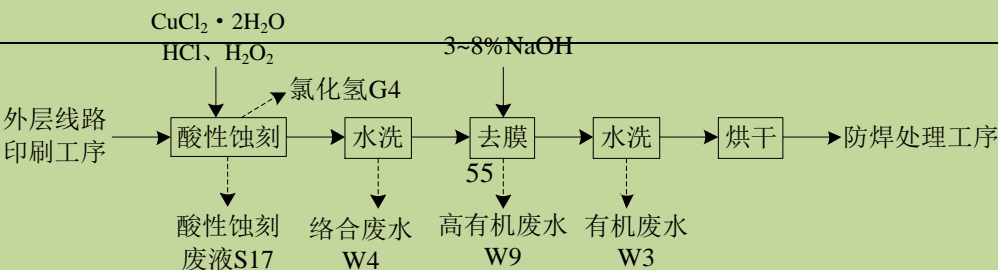 CuCl₂•2H₂O
HCl、H₂O₂
3~8%NaOH
氯化氢G4
外层线路
印刷工序
酸性蚀刻
水洗
去膜
水洗
烘干
防焊处理工序
55
酸性蚀刻
废液S17
络合废水
W4
高有机废水
W9
有机废水
W3